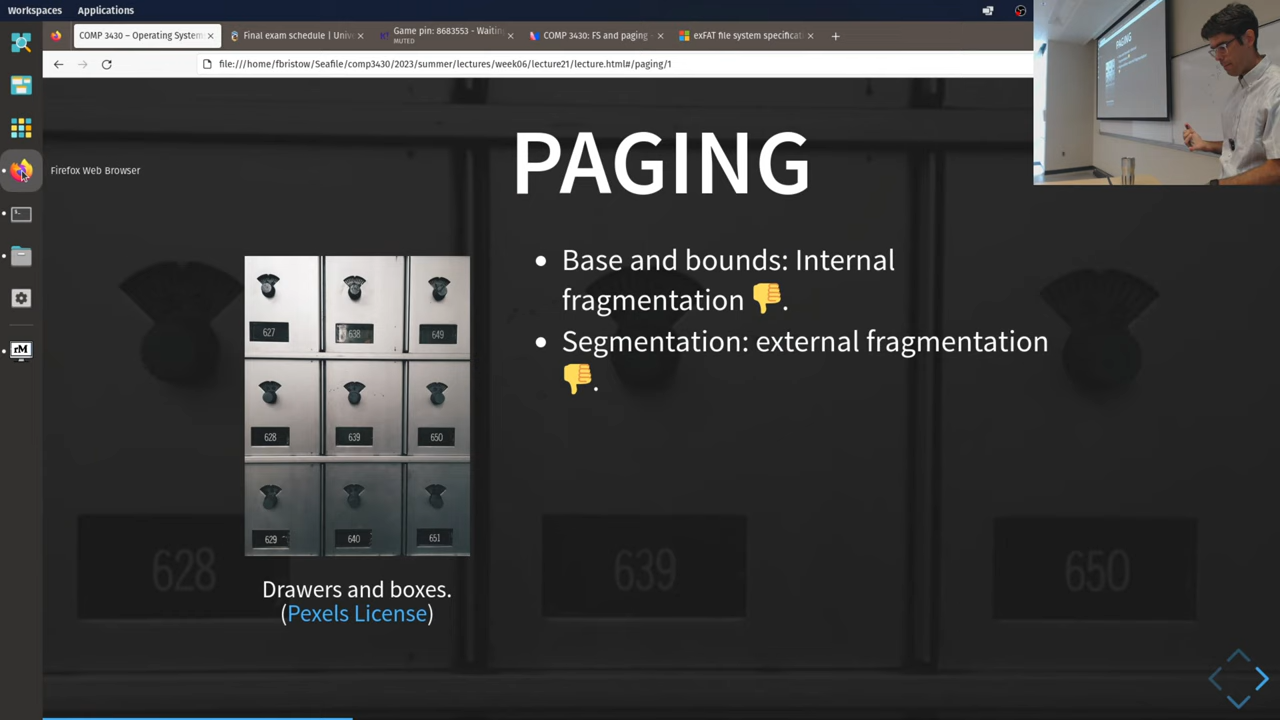 Workspaces Applications
COMP 3430 – Operating System
Final exam schedule | Univ
Game pin: 8683553 - Waitin
MUTED
COMP 3430: FS and paging -
exFAT file system specificat
file:///home/fbristow/Seafile/comp3430/2023/summer/lectures/week06/lecture21/lecture.html#/paging/1
PAGING
Firefox Web Browser
PAGING
• Base and bounds: Internal
fragmentation 👎.
• Segmentation: external fragmentation
👎.
627 638 649
628 639 650
629 640 651
rM
628 639 650
Drawers and boxes.
(Pexels License)